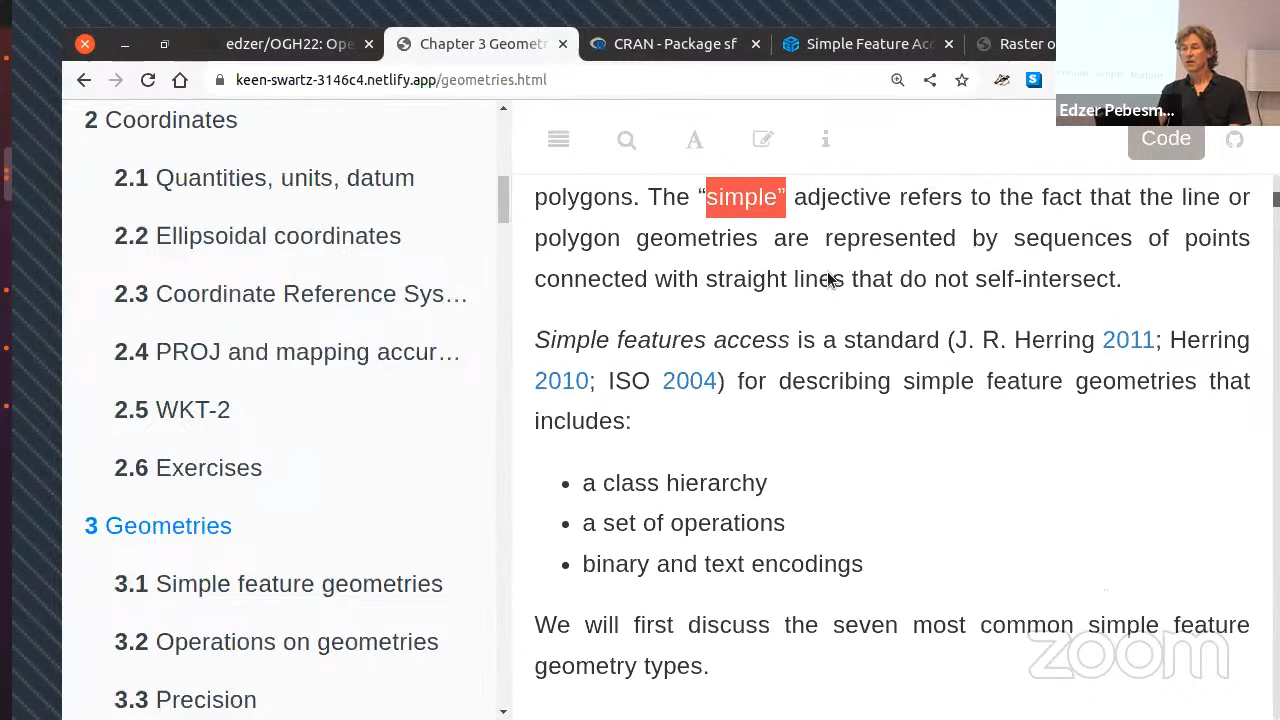 edzer/OGH22: Ope
Chapter 3 Geometr
CRAN - Package sf
Simple Feature Acc
Raster o
keen-swartz-3146c4.netlify.app/geometries.html
Edzer Pebesm...
Code
2 Coordinates
2.1 Quantities, units, datum
2.2 Ellipsoidal coordinates
2.3 Coordinate Reference Sys…
2.4 PROJ and mapping accur…
2.5 WKT-2
2.6 Exercises
3 Geometries
3.1 Simple feature geometries
3.2 Operations on geometries
3.3 Precision
polygons. The “simple” adjective refers to the fact that the line or
polygon geometries are represented by sequences of points
connected with straight lines that do not self-intersect.
Simple features access is a standard (J. R. Herring 2011; Herring
2010; ISO 2004) for describing simple feature geometries that
includes:
• a class hierarchy
• a set of operations
• binary and text encodings
We will first discuss the seven most common simple feature
geometry types.
zoom